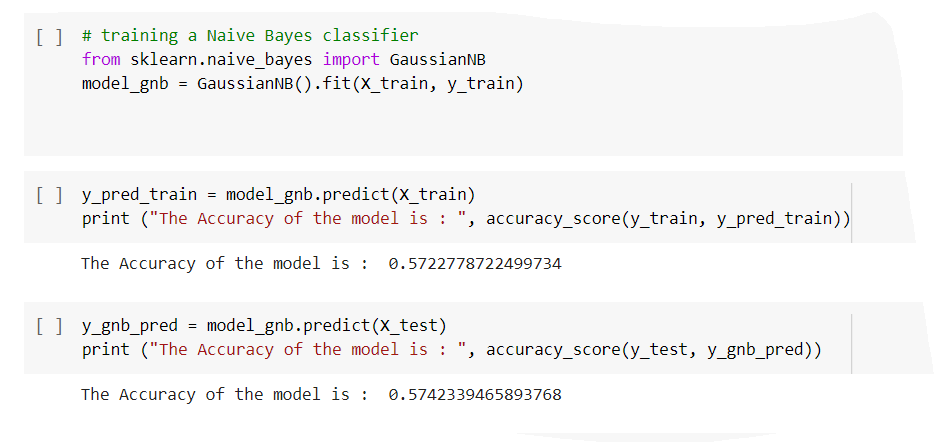 [ ] # training a Naive Bayes classifier
from sklearn.naive_bayes import GaussianNB
model_gnb = GaussianNB().fit(X_train, y_train)
[ ] y_pred_train = model_gnb.predict(X_train)
print ("The Accuracy of the model is : ", accuracy_score(y_train, y_pred_train))
The Accuracy of the model is :  0.5722778722499734
[ ] y_gnb_pred = model_gnb.predict(X_test)
print ("The Accuracy of the model is : ", accuracy_score(y_test, y_gnb_pred))
The Accuracy of the model is :  0.5742339465893768